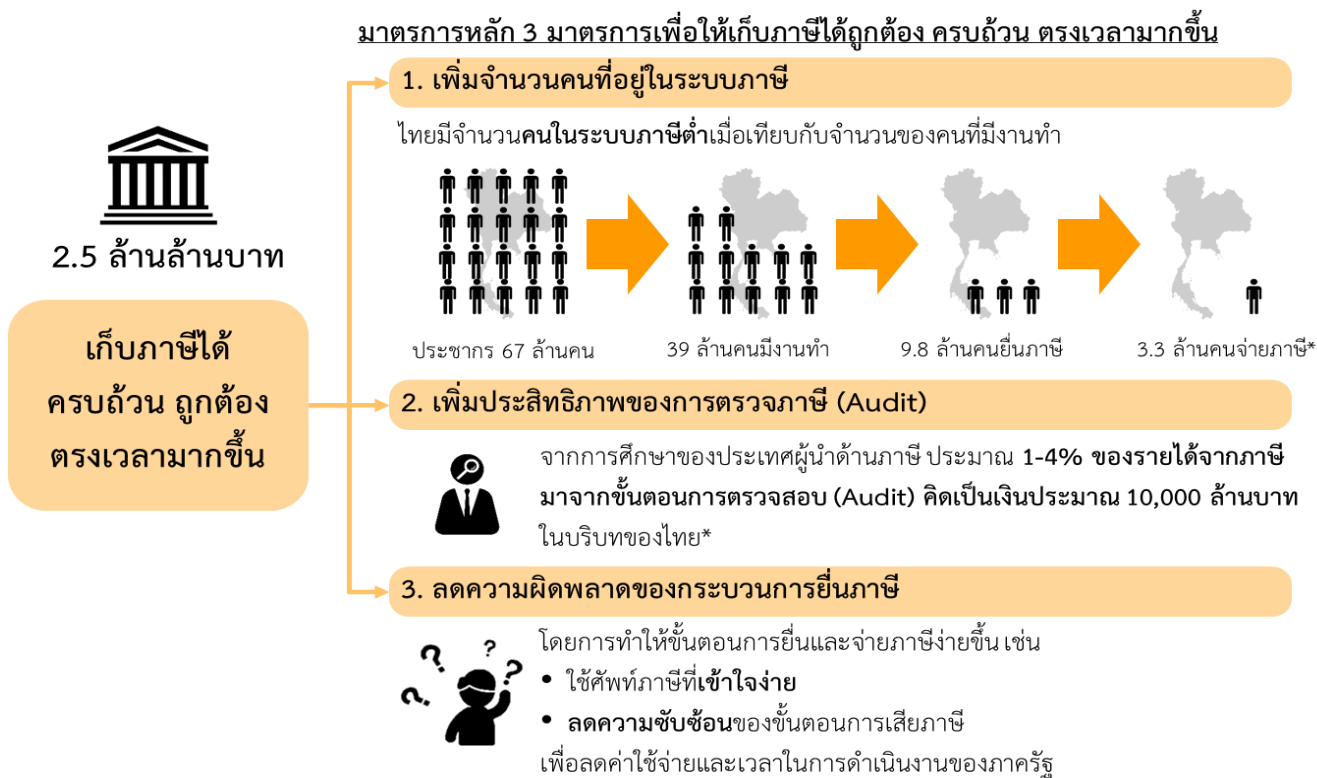 มาตรการหลัก 3 มาตรการเพื่อให้เก็บภาษีได้ถูกต้อง ครบถ้วน ตรงเวลามากขึ้น
2.5 ล้านล้านบาท
เก็บภาษีได้
ครบถ้วน ถูกต้อง
ตรงเวลามากขึ้น
1. เพิ่มจำนวนคนที่อยู่ในระบบภาษี
ไทยมีจำนวนคนในระบบภาษีต่ำเมื่อเทียบกับจำนวนของคนที่มีงานทำ
ประชากร 67 ล้านคน
39 ล้านคนมีงานทำ
9.8 ล้านคนยื่นภาษี
3.3 ล้านคนจ่ายภาษี*
2. เพิ่มประสิทธิภาพของการตรวจภาษี (Audit)
จากการศึกษาของประเทศผู้นำด้านภาษี ประมาณ 1-4% ของรายได้จากภาษี
มาจากขั้นตอนการตรวจสอบ (Audit) คิดเป็นเงินประมาณ 10,000 ล้านบาท
ในบริบทของไทย*
3. ลดความผิดพลาดของกระบวนการยื่นภาษี
? ? ? ?
โดยการทำให้ขั้นตอนการยื่นและจ่ายภาษีง่ายขึ้น เช่น
• ใช้ศัพท์ภาษีที่เข้าใจง่าย
• ลดความซับซ้อนของขั้นตอนการเสียภาษี
เพื่อลดค่าใช้จ่ายและเวลาในการดำเนินงานของภาครัฐ